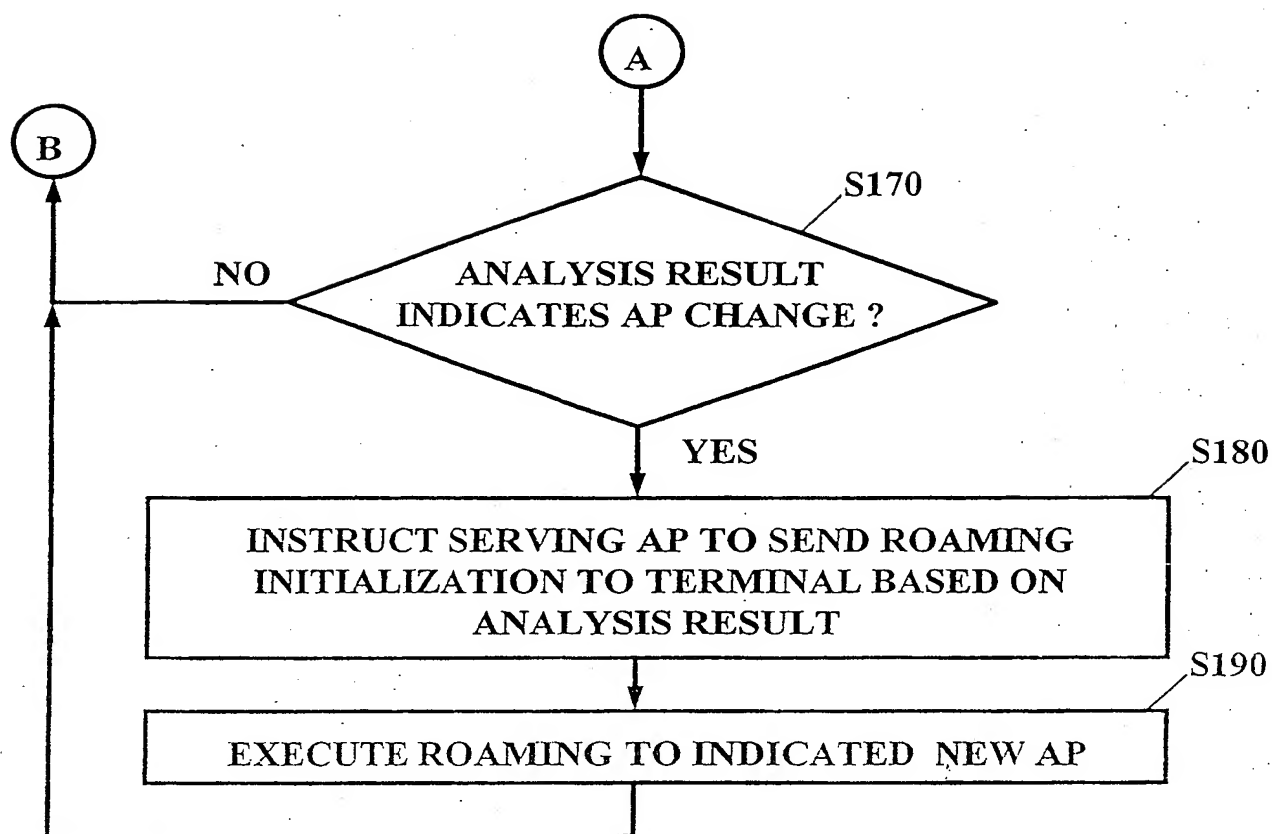 A
B
S170
NO
ANALYSIS RESULT
INDICATES AP CHANGE ?
YES
S180
INSTRUCT SERVING AP TO SEND ROAMING
INITIALIZATION TO TERMINAL BASED ON
ANALYSIS RESULT
S190
EXECUTE ROAMING TO INDICATED NEW AP